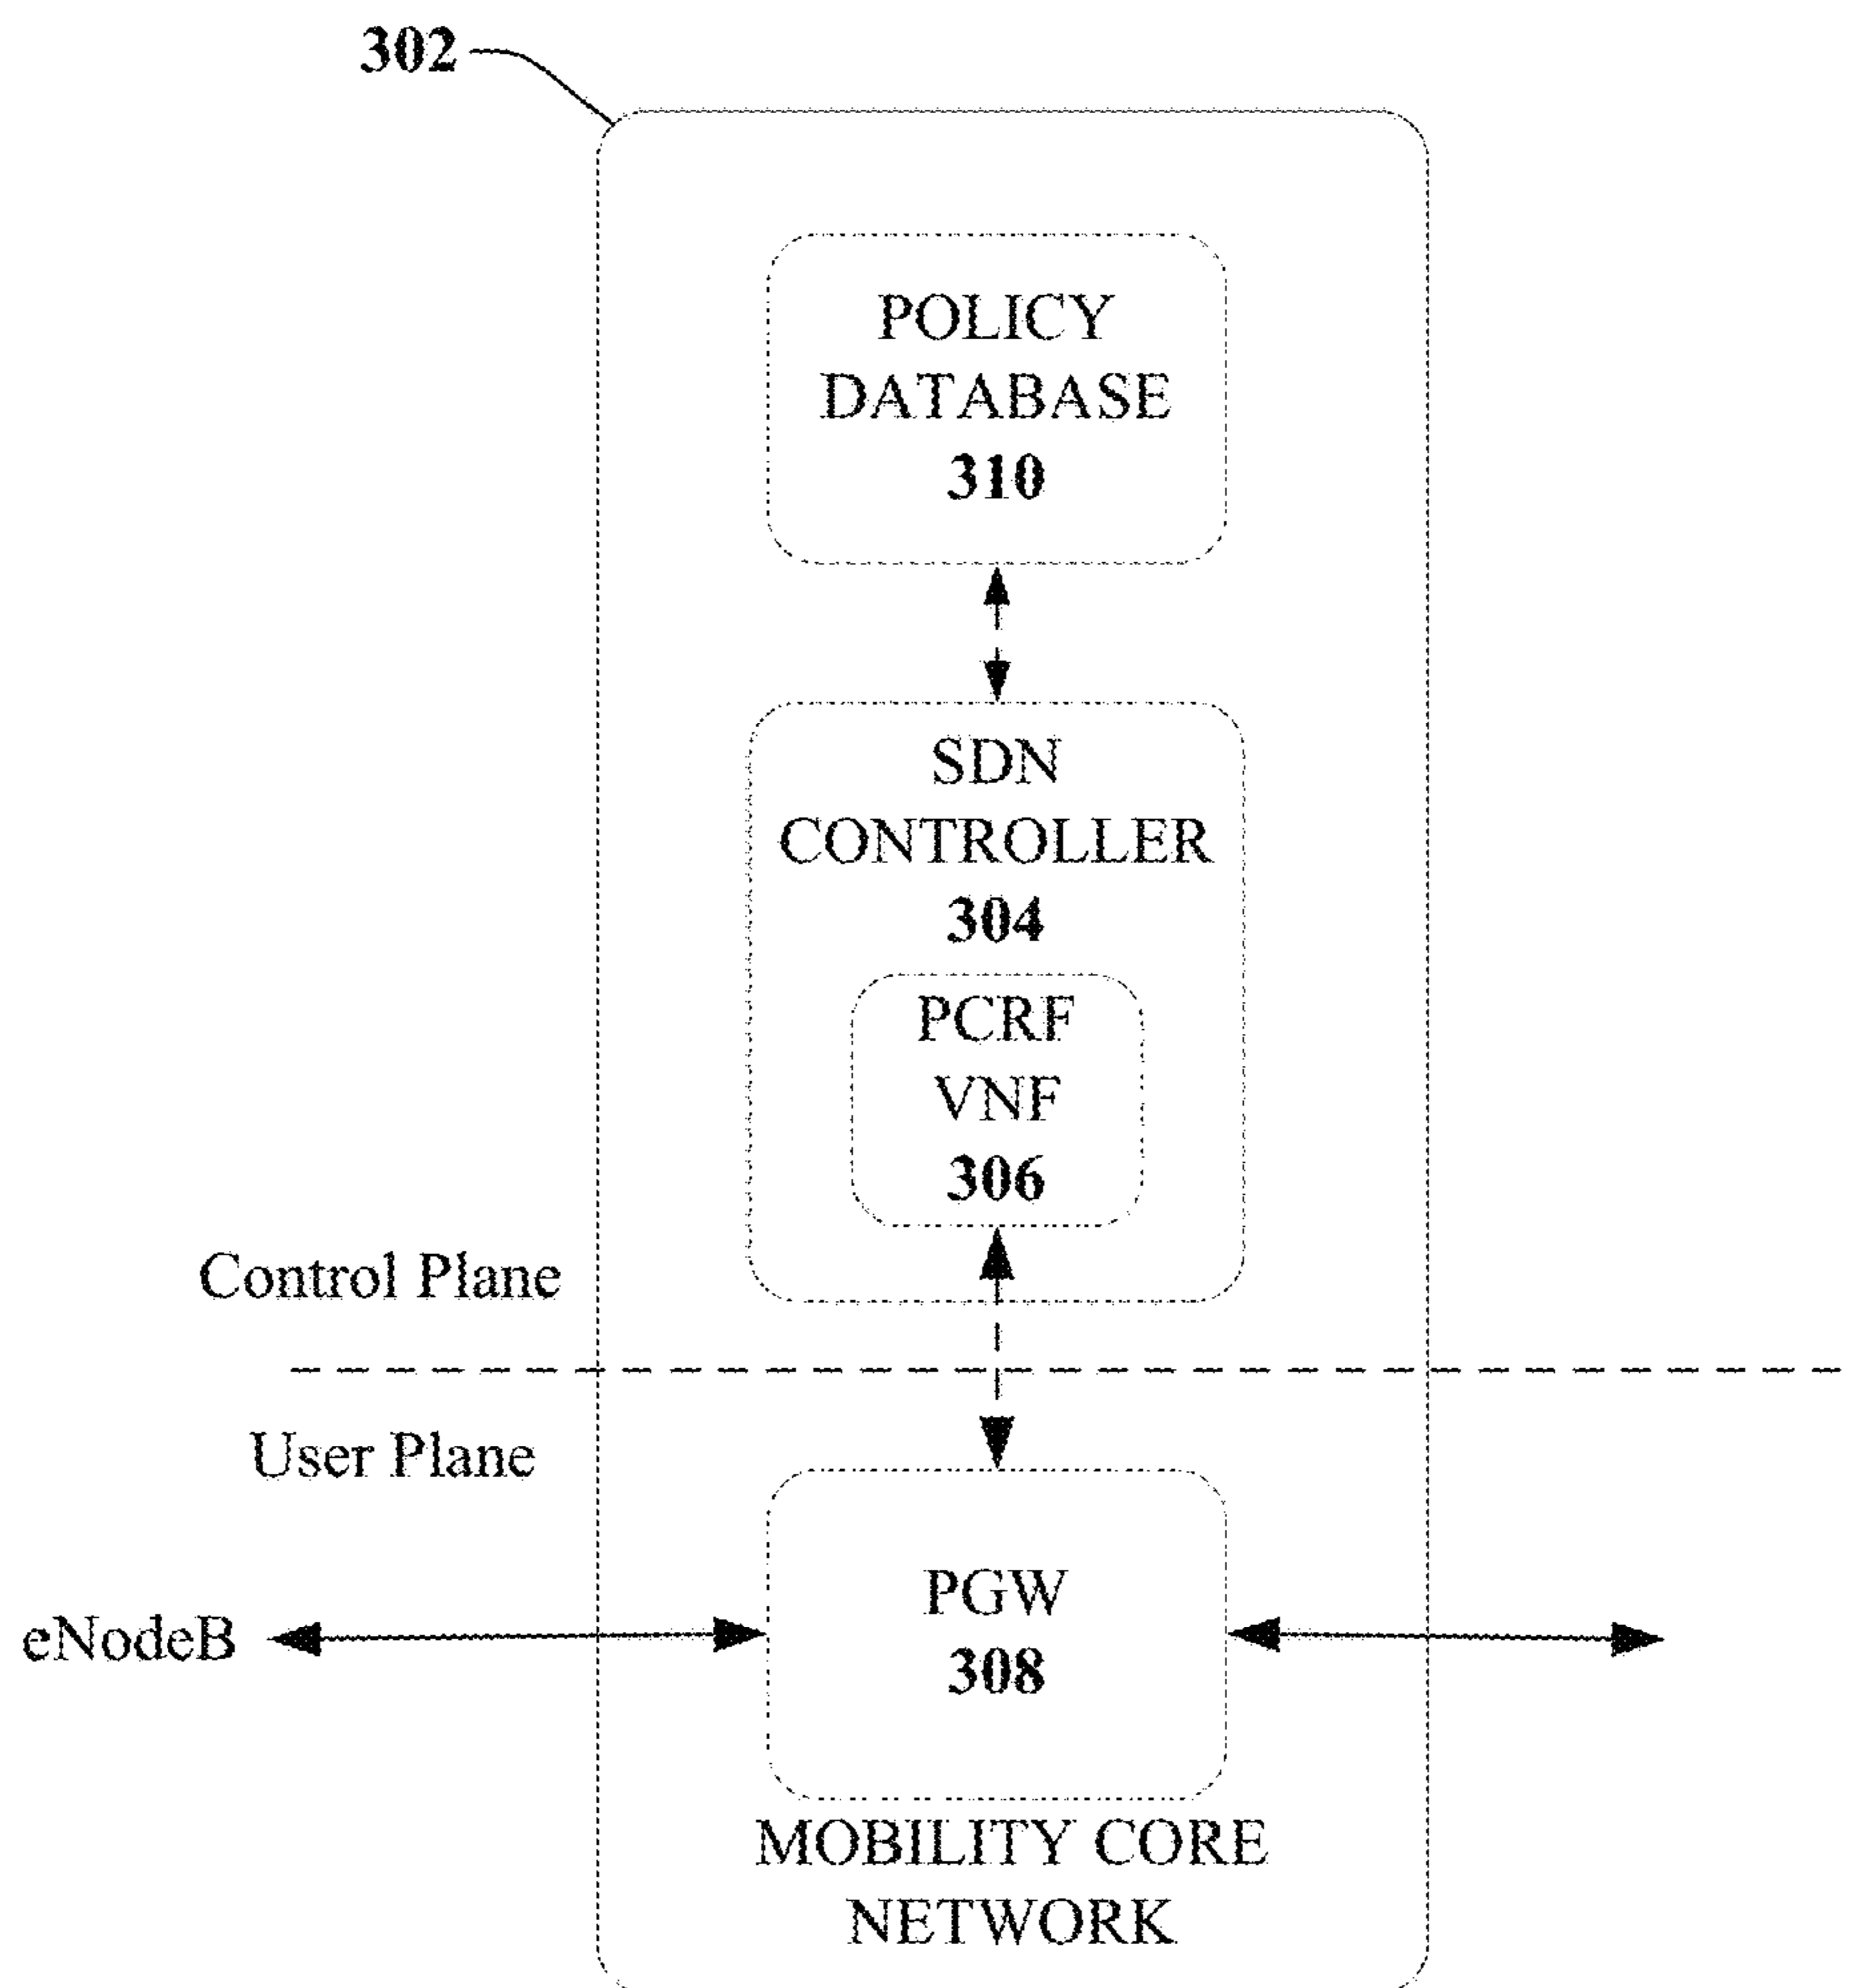 302
POLICY
DATABASE
310
SDN
CONTROLLER
304
PCRF
VNF
306
Control Plane
User Plane
PGW
308
eNodeB
MOBILITY CORE
NETWORK